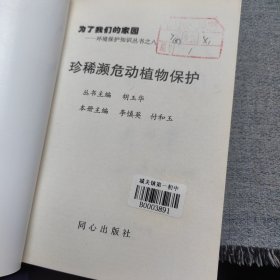 为了我们的家园
——环境保护知识丛书之八
珍稀濒危动植物保护
丛书主编 胡玉华
本册主编 李慎英 付和玉
城关镇第一初中
B0003891
同心出版社